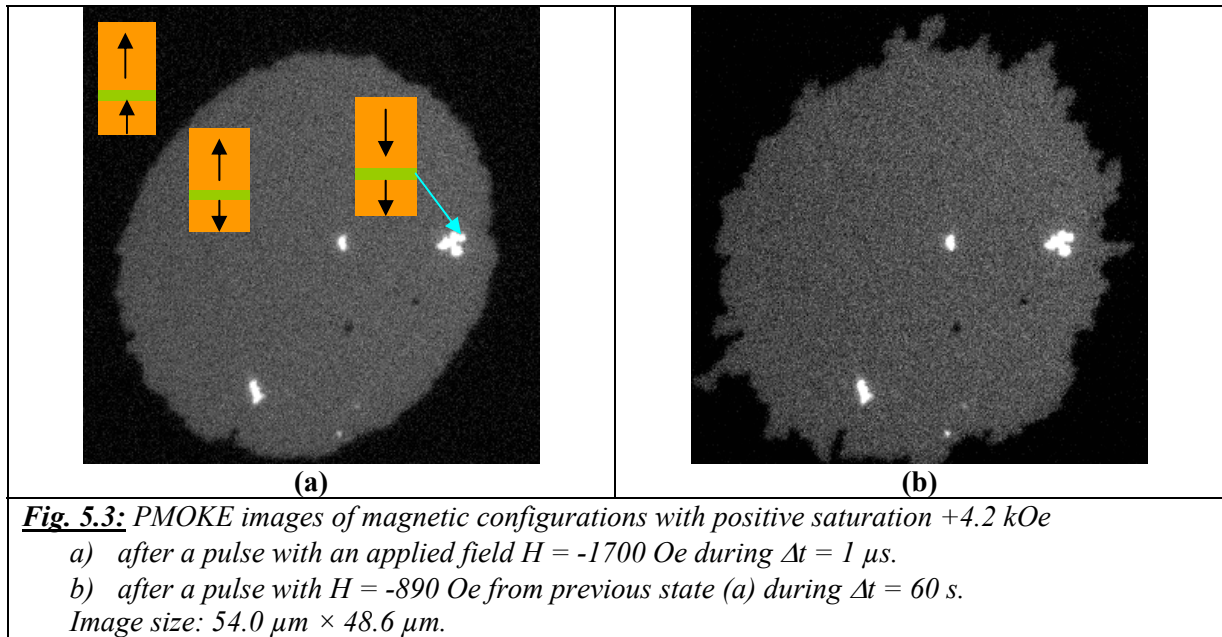 (a)
(b)
Fig. 5.3: PMOKE images of magnetic configurations with positive saturation +4.2 kOe
a) after a pulse with an applied field H = -1700 Oe during Δt = 1 μs.
b) after a pulse with H = -890 Oe from previous state (a) during Δt = 60 s.
Image size: 54.0 μm × 48.6 μm.